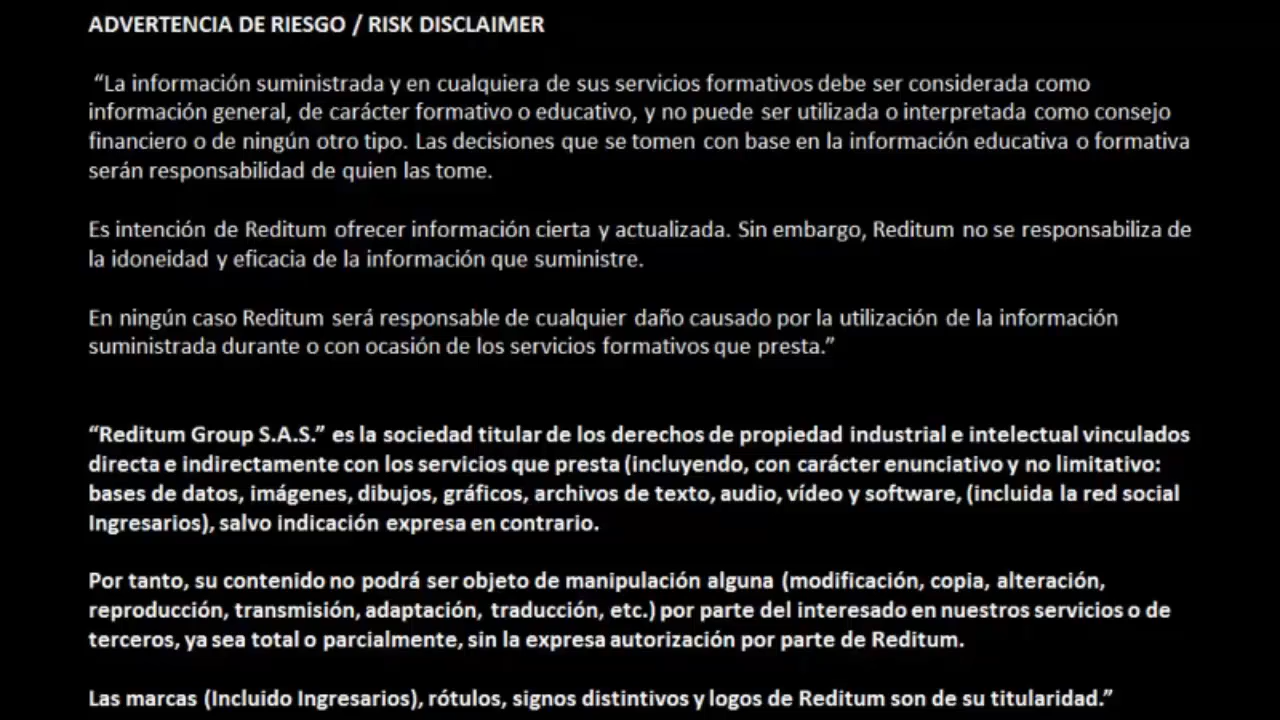 ADVERTENCIA DE RIESGO / RISK DISCLAIMER
“La información suministrada y en cualquiera de sus servicios formativos debe ser considerada como
información general, de carácter formativo o educativo, y no puede ser utilizada o interpretada como consejo
financiero o de ningún otro tipo. Las decisiones que se tomen con base en la información educativa o formativa
serán responsabilidad de quien las tome.
Es intención de Reditum ofrecer información cierta y actualizada. Sin embargo, Reditum no se responsabiliza de
la idoneidad y eficacia de la información que suministre.
En ningún caso Reditum será responsable de cualquier daño causado por la utilización de la información
suministrada durante o con ocasión de los servicios formativos que presta.”
“Reditum Group S.A.S.” es la sociedad titular de los derechos de propiedad industrial e intelectual vinculados
directa e indirectamente con los servicios que presta (incluyendo, con carácter enunciativo y no limitativo:
bases de datos, imágenes, dibujos, gráficos, archivos de texto, audio, vídeo y software, (incluida la red social
Ingresarios), salvo indicación expresa en contrario.
Por tanto, su contenido no podrá ser objeto de manipulación alguna (modificación, copia, alteración,
reproducción, transmisión, adaptación, traducción, etc.) por parte del interesado en nuestros servicios o de
terceros, ya sea total o parcialmente, sin la expresa autorización por parte de Reditum.
Las marcas (Incluido Ingresarios), rótulos, signos distintivos y logos de Reditum son de su titularidad.”